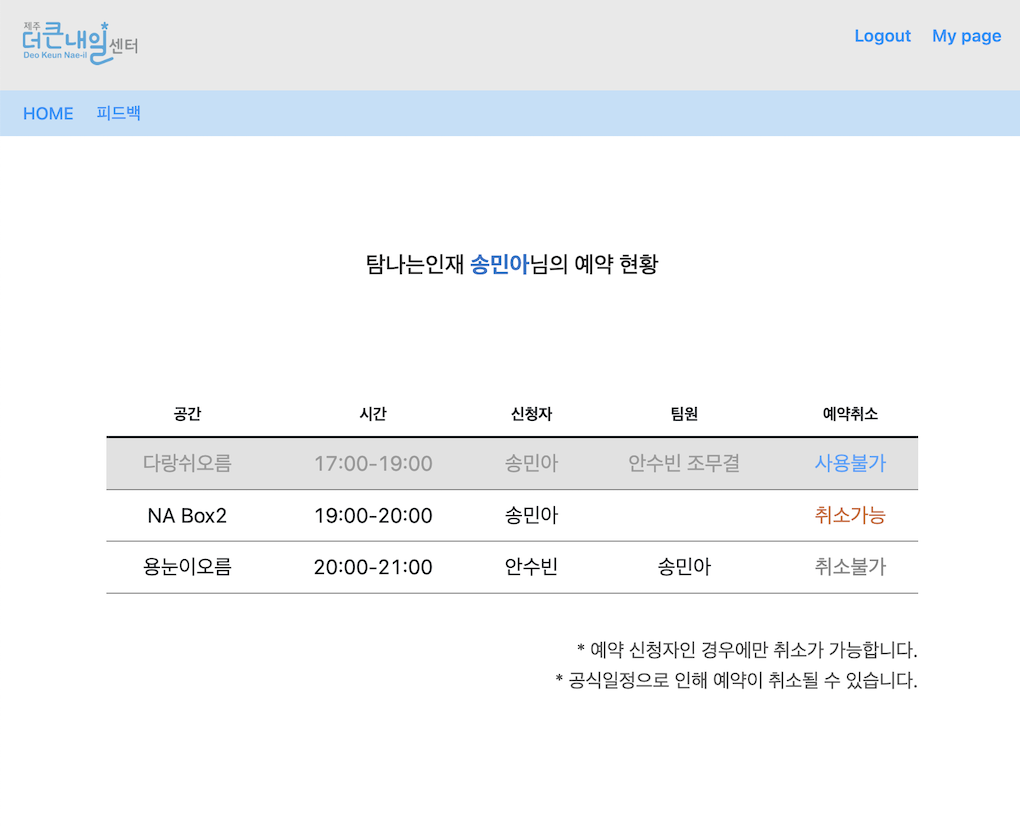 제주
더큰내일센터
Deo Keun Nae-il
Logout My page
HOME 피드백
탐나는인재 송민아님의 예약 현황
공간 시간 신청자 팀원 예약취소
다랑쉬오름 17:00-19:00 송민아 안수빈 조무결 사용불가
NA Box2 19:00-20:00 송민아 취소가능
용눈이오름 20:00-21:00 안수빈 송민아 취소불가
* 예약 신청자인 경우에만 취소가 가능합니다.
* 공식일정으로 인해 예약이 취소될 수 있습니다.